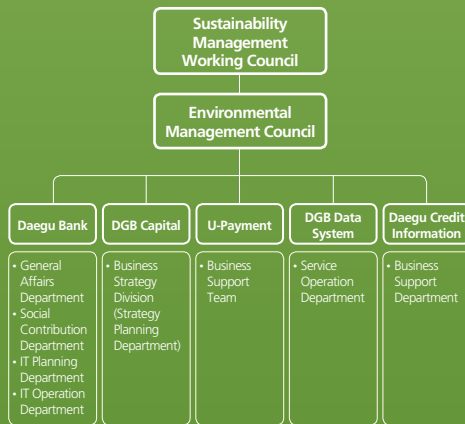 Sustainability
Management
Working Council
Environmental
Management Council
Daegu Bank
DGB Capital
U-Payment
DGB Data
System
Daegu Credit
Information
• General
Affairs
Department
• Social
Contribution
Department
• IT Planning
Department
• IT Operation
Department
• Business
Strategy
Division
(Strategy
Planning
Department)
• Business
Support
Team
• Service
Operation
Department
• Business
Support
Department